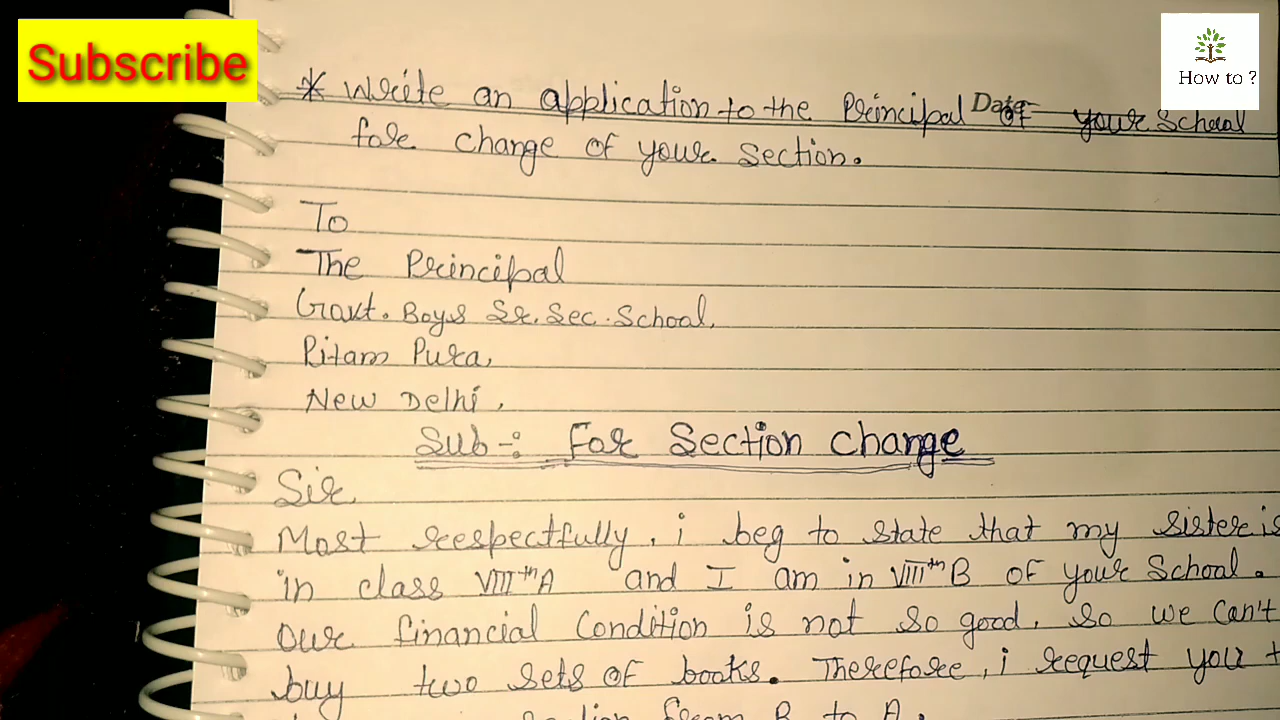 Subscribe
How to ?
* Write an application to the Principal of your School
Date
for change of your section.
To
The Principal
Govt. Boys Sr. Sec. School,
Pitam Pura,
New Delhi,
Sub-: For Section change
Sir
Most respectfully, i beg to state that my sister is
in class VIIIth A and I am in VIIIth B of your School.
Our financial Condition is not so good, so we can't
buy two sets of books. Therefore, i request you
section from B to A.